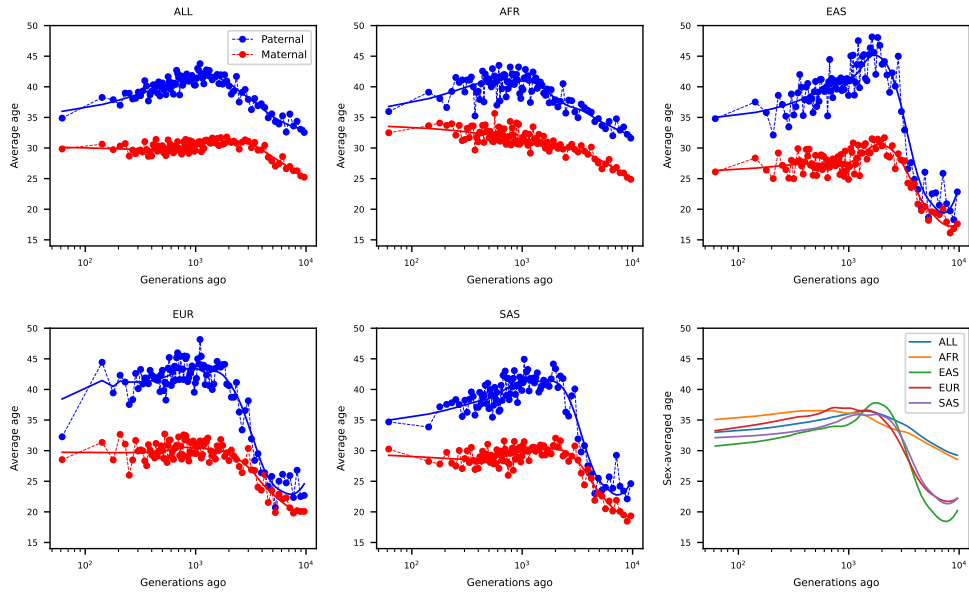 ALL
50
45
40
35
30
25
20
15
Average age
10²
10³
10⁴
Generations ago
Paternal
Maternal
AFR
50
45
40
35
30
25
20
15
Average age
10²
10³
10⁴
Generations ago
EAS
50
45
40
35
30
25
20
15
Average age
10²
10³
10⁴
Generations ago
EUR
50
45
40
35
30
25
20
15
Average age
10²
10³
10⁴
Generations ago
SAS
50
45
40
35
30
25
20
15
Average age
10²
10³
10⁴
Generations ago
50
45
40
35
30
25
20
15
Sex-averaged age
10²
10³
10⁴
Generations ago
ALL
AFR
EAS
EUR
SAS